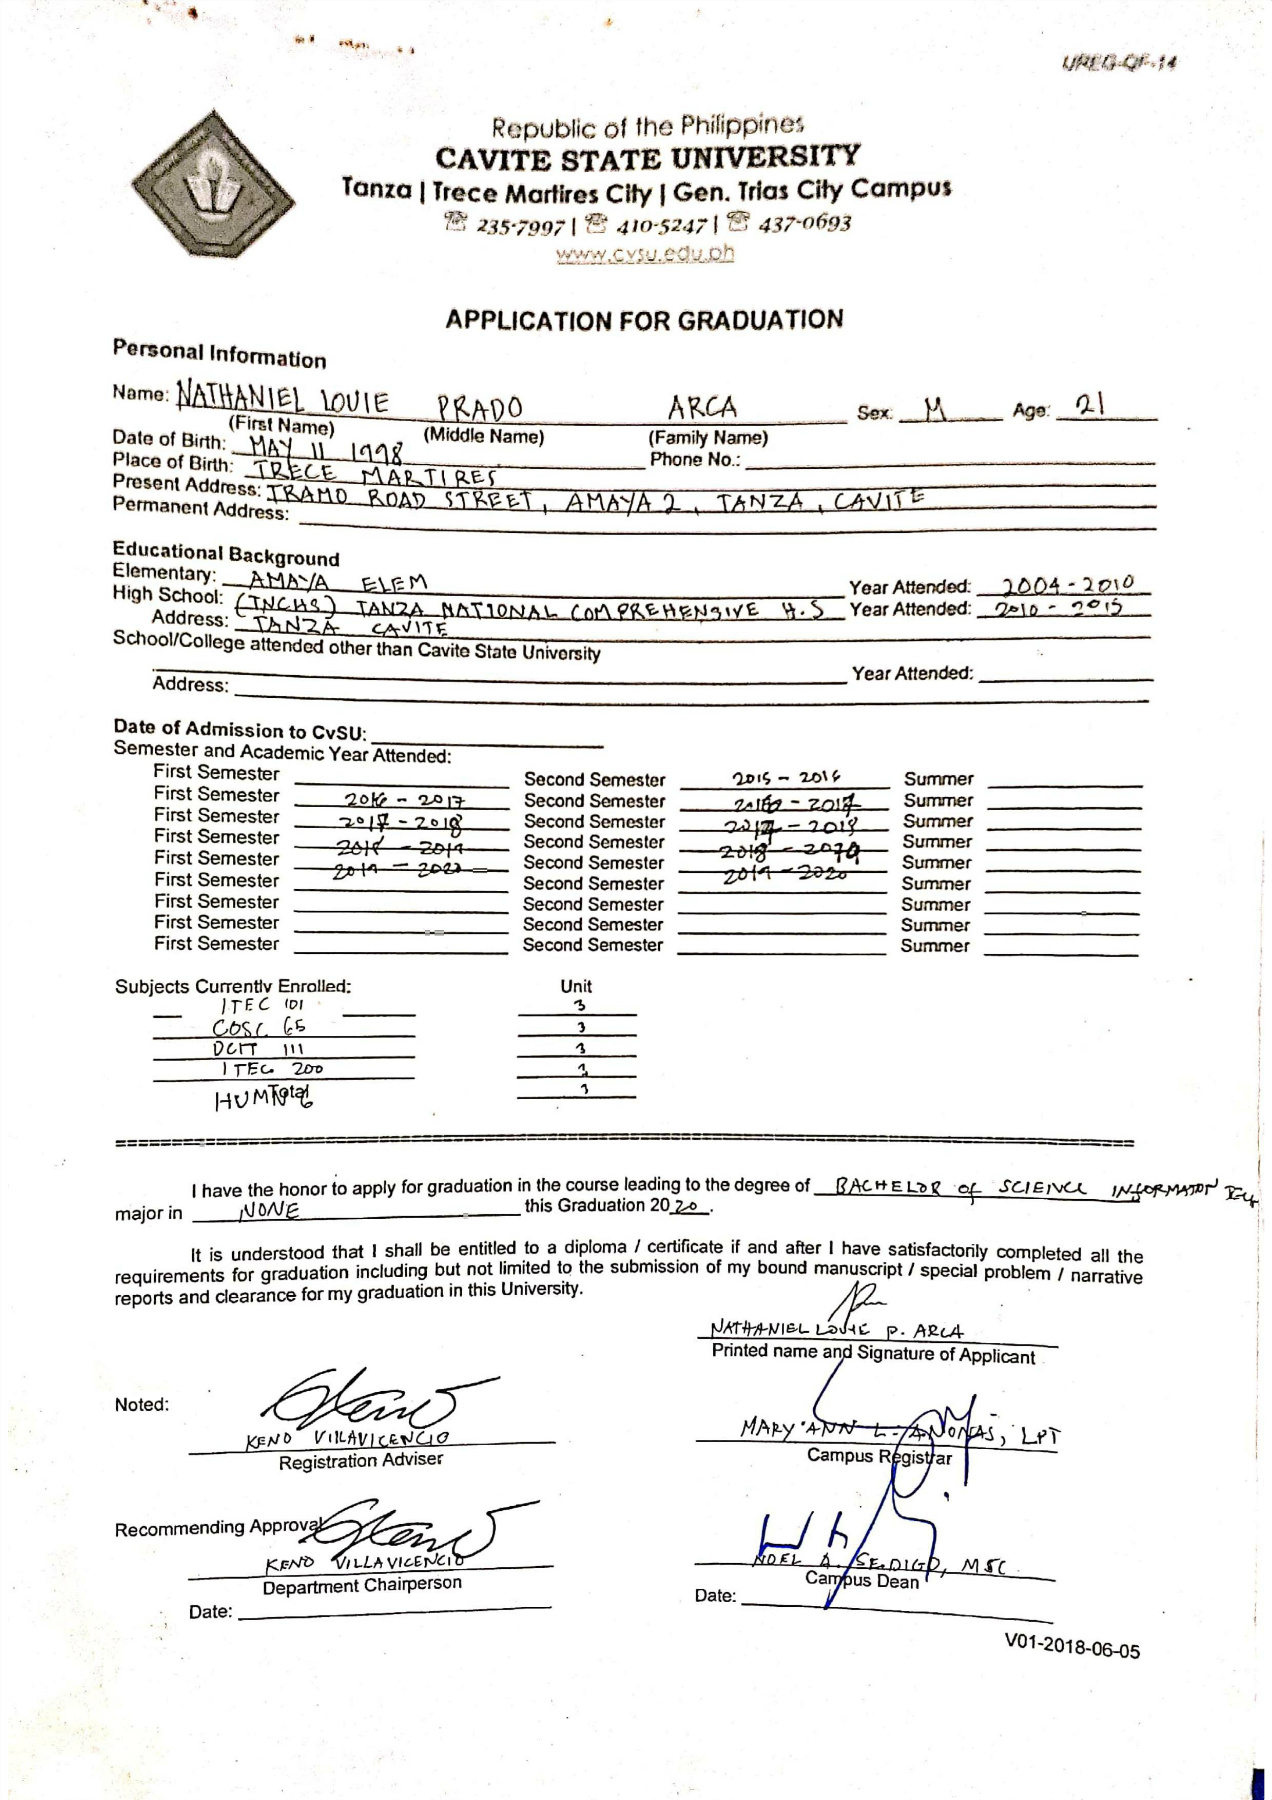 UREG-QF-14
Republic of the Philippines
CAVITE STATE UNIVERSITY
Tanza | Trece Martires City | Gen. Trias City Campus
☏ 235-7997 | ☏ 410-5247 | ☏ 437-0693
www.cvsu.edu.ph
APPLICATION FOR GRADUATION
Personal Information
Name: NATHANIEL LOUIE PRADO ARCA Sex: M Age: 21
(First Name) (Middle Name) (Family Name)
Date of Birth: MAY 11 1998 Phone No.:
Place of Birth: TRECE MARTIRES
Present Address: TRAMO ROAD STREET, AMAYA 2, TANZA, CAVITE
Permanent Address:
Educational Background
Elementary: AMAYA ELEM Year Attended: 2004-2010
High School: (TNCHS) TANZA NATIONAL COMPREHENSIVE H.S Year Attended: 2010 - 2015
Address: TANZA CAVITE
School/College attended other than Cavite State University
Year Attended:
Address:
Date of Admission to CvSU:
Semester and Academic Year Attended:
First Semester Second Semester 2015 - 2016 Summer
First Semester 2016 - 2017 Second Semester 2016 - 2017 Summer
First Semester 2017 - 2018 Second Semester 2017 - 2018 Summer
First Semester 2018 - 2019 Second Semester 2018 - 2019 Summer
First Semester 2019 - 2020 Second Semester 2019 - 2020 Summer
First Semester Second Semester Summer
First Semester Second Semester Summer
First Semester Second Semester Summer
First Semester Second Semester Summer
Subjects Currently Enrolled: Unit
ITEC 101 3
COSC 65 3
DCIT 111 3
ITEC 200 3
HUM Total 3
I have the honor to apply for graduation in the course leading to the degree of BACHELOR OF SCIENCE INFORMATION TECH
major in NONE this Graduation 2020.
It is understood that I shall be entitled to a diploma / certificate if and after I have satisfactorily completed all the
requirements for graduation including but not limited to the submission of my bound manuscript / special problem / narrative
reports and clearance for my graduation in this University.
NATHANIEL LOUIE P. ARCA
Printed name and Signature of Applicant
Noted:
KENO VILLAVICENCIO MARY ANN L. ANONAS, LPT
Registration Adviser Campus Registrar
Recommending Approval
KENO VILLAVICENCIO NOEL A. SEDIGO, MSC
Department Chairperson Campus Dean
Date: Date:
V01-2018-06-05